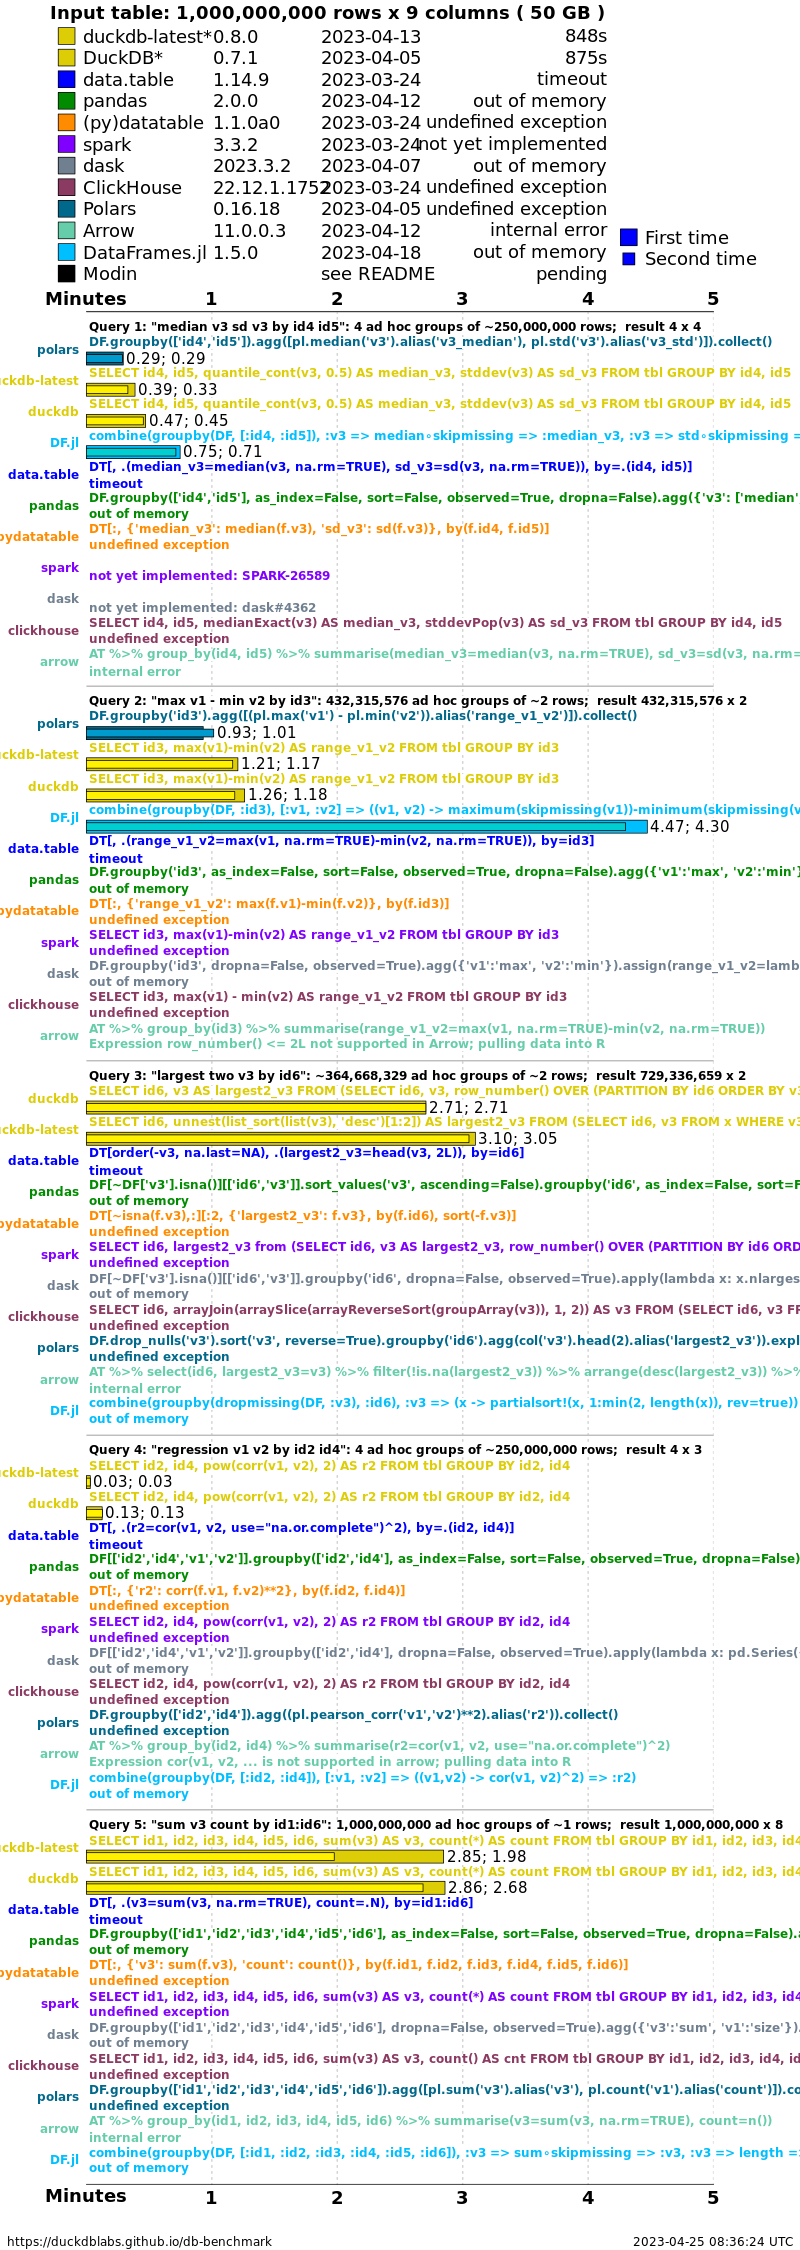 Input table: 1,000,000,000 rows x 9 columns ( 50 GB )
duckdb-latest* 0.8.0 2023-04-13 848s
DuckDB* 0.7.1 2023-04-05 875s
data.table 1.14.9 2023-03-24 timeout
pandas 2.0.0 2023-04-12 out of memory
(py)datatable 1.1.0a0 2023-03-24 undefined exception
spark 3.3.2 2023-03-24 not yet implemented
dask 2023.3.2 2023-04-07 out of memory
ClickHouse 22.12.1.1752 2023-03-24 undefined exception
Polars 0.16.18 2023-04-05 undefined exception
Arrow 11.0.0.3 2023-04-12 internal error
DataFrames.jl 1.5.0 2023-04-18 out of memory
Modin see README pending
First time
Second time
Minutes 1 2 3 4 5
Query 1: "median v3 sd v3 by id4 id5": 4 ad hoc groups of ~250,000,000 rows; result 4 x 4
polars DF.groupby(['id4','id5']).agg([pl.median('v3').alias('v3_median'), pl.std('v3').alias('v3_std')]).collect()
0.29; 0.29
uckdb-latest SELECT id4, id5, quantile_cont(v3, 0.5) AS median_v3, stddev(v3) AS sd_v3 FROM tbl GROUP BY id4, id5
0.39; 0.33
duckdb SELECT id4, id5, quantile_cont(v3, 0.5) AS median_v3, stddev(v3) AS sd_v3 FROM tbl GROUP BY id4, id5
0.47; 0.45
DF.jl combine(groupby(DF, [:id4, :id5]), :v3 => median∘skipmissing => :median_v3, :v3 => std∘skipmissing =
0.75; 0.71
data.table DT[, .(median_v3=median(v3, na.rm=TRUE), sd_v3=sd(v3, na.rm=TRUE)), by=.(id4, id5)]
timeout
pandas DF.groupby(['id4','id5'], as_index=False, sort=False, observed=True, dropna=False).agg({'v3': ['median'
out of memory
pydatatable DT[:, {'median_v3': median(f.v3), 'sd_v3': sd(f.v3)}, by(f.id4, f.id5)]
undefined exception
spark
not yet implemented: SPARK-26589
dask
not yet implemented: dask#4362
clickhouse SELECT id4, id5, medianExact(v3) AS median_v3, stddevPop(v3) AS sd_v3 FROM tbl GROUP BY id4, id5
undefined exception
arrow AT %>% group_by(id4, id5) %>% summarise(median_v3=median(v3, na.rm=TRUE), sd_v3=sd(v3, na.rm=
internal error
Query 2: "max v1 - min v2 by id3": 432,315,576 ad hoc groups of ~2 rows; result 432,315,576 x 2
polars DF.groupby('id3').agg([(pl.max('v1') - pl.min('v2')).alias('range_v1_v2')]).collect()
0.93; 1.01
uckdb-latest SELECT id3, max(v1)-min(v2) AS range_v1_v2 FROM tbl GROUP BY id3
1.21; 1.17
duckdb SELECT id3, max(v1)-min(v2) AS range_v1_v2 FROM tbl GROUP BY id3
1.26; 1.18
DF.jl combine(groupby(DF, :id3), [:v1, :v2] => ((v1, v2) -> maximum(skipmissing(v1))-minimum(skipmissing(v
4.47; 4.30
data.table DT[, .(range_v1_v2=max(v1, na.rm=TRUE)-min(v2, na.rm=TRUE)), by=id3]
timeout
pandas DF.groupby('id3', as_index=False, sort=False, observed=True, dropna=False).agg({'v1':'max', 'v2':'min'}
out of memory
pydatatable DT[:, {'range_v1_v2': max(f.v1)-min(f.v2)}, by(f.id3)]
undefined exception
spark SELECT id3, max(v1)-min(v2) AS range_v1_v2 FROM tbl GROUP BY id3
undefined exception
dask DF.groupby('id3', dropna=False, observed=True).agg({'v1':'max', 'v2':'min'}).assign(range_v1_v2=lamb
out of memory
clickhouse SELECT id3, max(v1) - min(v2) AS range_v1_v2 FROM tbl GROUP BY id3
undefined exception
arrow AT %>% group_by(id3) %>% summarise(range_v1_v2=max(v1, na.rm=TRUE)-min(v2, na.rm=TRUE))
Expression row_number() <= 2L not supported in Arrow; pulling data into R
Query 3: "largest two v3 by id6": ~364,668,329 ad hoc groups of ~2 rows; result 729,336,659 x 2
duckdb SELECT id6, v3 AS largest2_v3 FROM (SELECT id6, v3, row_number() OVER (PARTITION BY id6 ORDER BY v3
2.71; 2.71
uckdb-latest SELECT id6, unnest(list_sort(list(v3), 'desc')[1:2]) AS largest2_v3 FROM (SELECT id6, v3 FROM x WHERE v3
3.10; 3.05
data.table DT[order(-v3, na.last=NA), .(largest2_v3=head(v3, 2L)), by=id6]
timeout
pandas DF[~DF['v3'].isna()][['id6','v3']].sort_values('v3', ascending=False).groupby('id6', as_index=False, sort=F
out of memory
pydatatable DT[~isna(f.v3),:][:2, {'largest2_v3': f.v3}, by(f.id6), sort(-f.v3)]
undefined exception
spark SELECT id6, largest2_v3 from (SELECT id6, v3 AS largest2_v3, row_number() OVER (PARTITION BY id6 ORD
undefined exception
dask DF[~DF['v3'].isna()][['id6','v3']].groupby('id6', dropna=False, observed=True).apply(lambda x: x.nlarges
out of memory
clickhouse SELECT id6, arrayJoin(arraySlice(arrayReverseSort(groupArray(v3)), 1, 2)) AS v3 FROM (SELECT id6, v3 FR
undefined exception
polars DF.drop_nulls('v3').sort('v3', reverse=True).groupby('id6').agg(col('v3').head(2).alias('largest2_v3')).expl
undefined exception
arrow AT %>% select(id6, largest2_v3=v3) %>% filter(!is.na(largest2_v3)) %>% arrange(desc(largest2_v3)) %>%
internal error
DF.jl combine(groupby(dropmissing(DF, :v3), :id6), :v3 => (x -> partialsort!(x, 1:min(2, length(x)), rev=true))
out of memory
Query 4: "regression v1 v2 by id2 id4": 4 ad hoc groups of ~250,000,000 rows; result 4 x 3
uckdb-latest SELECT id2, id4, pow(corr(v1, v2), 2) AS r2 FROM tbl GROUP BY id2, id4
0.03; 0.03
duckdb SELECT id2, id4, pow(corr(v1, v2), 2) AS r2 FROM tbl GROUP BY id2, id4
0.13; 0.13
data.table DT[, .(r2=cor(v1, v2, use="na.or.complete")^2), by=.(id2, id4)]
timeout
pandas DF[['id2','id4','v1','v2']].groupby(['id2','id4'], as_index=False, sort=False, observed=True, dropna=False)
out of memory
pydatatable DT[:, {'r2': corr(f.v1, f.v2)**2}, by(f.id2, f.id4)]
undefined exception
spark SELECT id2, id4, pow(corr(v1, v2), 2) AS r2 FROM tbl GROUP BY id2, id4
undefined exception
dask DF[['id2','id4','v1','v2']].groupby(['id2','id4'], dropna=False, observed=True).apply(lambda x: pd.Series(
out of memory
clickhouse SELECT id2, id4, pow(corr(v1, v2), 2) AS r2 FROM tbl GROUP BY id2, id4
undefined exception
polars DF.groupby(['id2','id4']).agg((pl.pearson_corr('v1','v2')**2).alias('r2')).collect()
undefined exception
arrow AT %>% group_by(id2, id4) %>% summarise(r2=cor(v1, v2, use="na.or.complete")^2)
Expression cor(v1, v2, ... is not supported in arrow; pulling data into R
DF.jl combine(groupby(DF, [:id2, :id4]), [:v1, :v2] => ((v1,v2) -> cor(v1, v2)^2) => :r2)
out of memory
Query 5: "sum v3 count by id1:id6": 1,000,000,000 ad hoc groups of ~1 rows; result 1,000,000,000 x 8
uckdb-latest SELECT id1, id2, id3, id4, id5, id6, sum(v3) AS v3, count(*) AS count FROM tbl GROUP BY id1, id2, id3, id4
2.85; 1.98
duckdb SELECT id1, id2, id3, id4, id5, id6, sum(v3) AS v3, count(*) AS count FROM tbl GROUP BY id1, id2, id3, id4
2.86; 2.68
data.table DT[, .(v3=sum(v3, na.rm=TRUE), count=.N), by=id1:id6]
timeout
pandas DF.groupby(['id1','id2','id3','id4','id5','id6'], as_index=False, sort=False, observed=True, dropna=False).a
out of memory
pydatatable DT[:, {'v3': sum(f.v3), 'count': count()}, by(f.id1, f.id2, f.id3, f.id4, f.id5, f.id6)]
undefined exception
spark SELECT id1, id2, id3, id4, id5, id6, sum(v3) AS v3, count(*) AS count FROM tbl GROUP BY id1, id2, id3, id4
undefined exception
dask DF.groupby(['id1','id2','id3','id4','id5','id6'], dropna=False, observed=True).agg({'v3':'sum', 'v1':'size'}).
out of memory
clickhouse SELECT id1, id2, id3, id4, id5, id6, sum(v3) AS v3, count() AS cnt FROM tbl GROUP BY id1, id2, id3, id4, id
undefined exception
polars DF.groupby(['id1','id2','id3','id4','id5','id6']).agg([pl.sum('v3').alias('v3'), pl.count('v1').alias('count')]).co
undefined exception
arrow AT %>% group_by(id1, id2, id3, id4, id5, id6) %>% summarise(v3=sum(v3, na.rm=TRUE), count=n())
internal error
DF.jl combine(groupby(DF, [:id1, :id2, :id3, :id4, :id5, :id6]), :v3 => sum∘skipmissing => :v3, :v3 => length =
out of memory
Minutes 1 2 3 4 5
https://duckdblabs.github.io/db-benchmark 2023-04-25 08:36:24 UTC